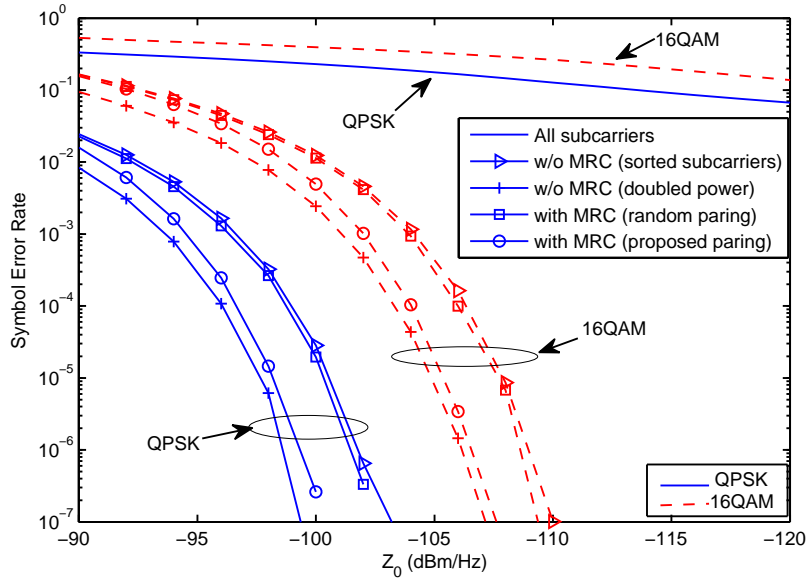 10^0
10^-1
10^-2
10^-3
10^-4
10^-5
10^-6
10^-7
Symbol Error Rate
16QAM
QPSK
All subcarriers
w/o MRC (sorted subcarriers)
w/o MRC (doubled power)
with MRC (random paring)
with MRC (proposed paring)
16QAM
QPSK
QPSK
16QAM
−90
−95
−100
−105
−110
−115
−120
Z_0 (dBm/Hz)